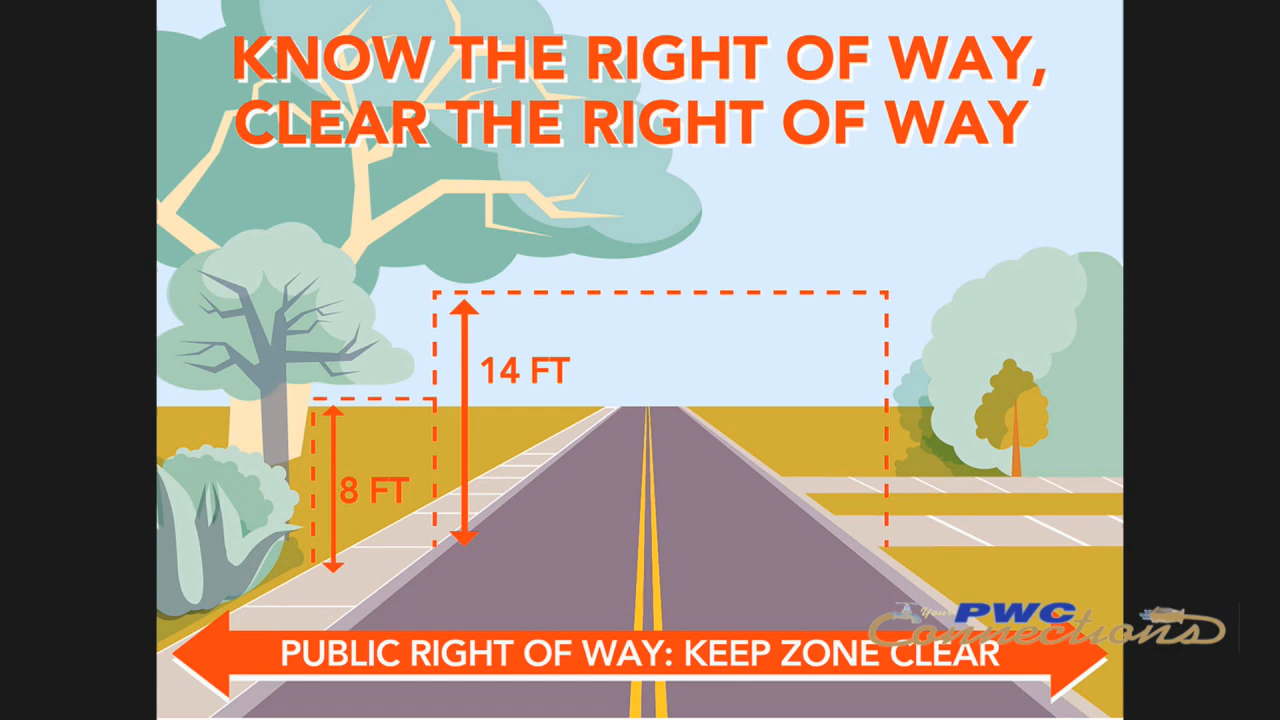 KNOW THE RIGHT OF WAY,
CLEAR THE RIGHT OF WAY
14 FT
8 FT
Your PWC
Connections
PUBLIC RIGHT OF WAY: KEEP ZONE CLEAR